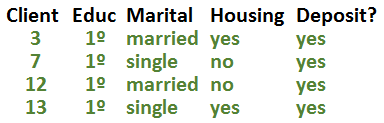 Client Educ Marital Housing Deposit?
3 1º married yes yes
7 1º single no yes
12 1º married no yes
13 1º single yes yes